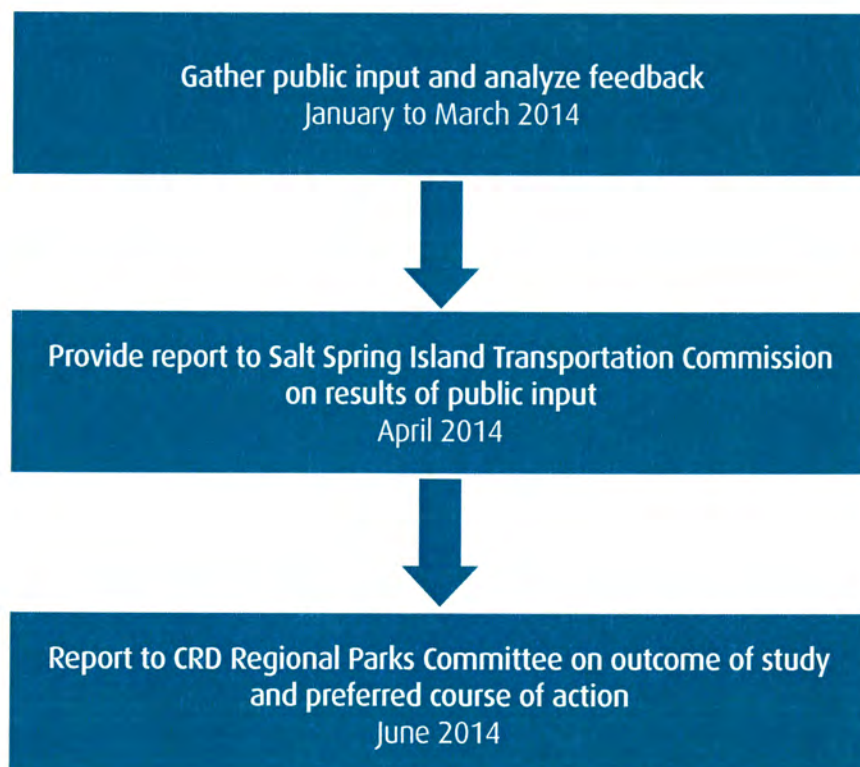 Gather public input and analyze feedback
January to March 2014
Provide report to Salt Spring Island Transportation Commission
on results of public input
April 2014
Report to CRD Regional Parks Committee on outcome of study
and preferred course of action
June 2014